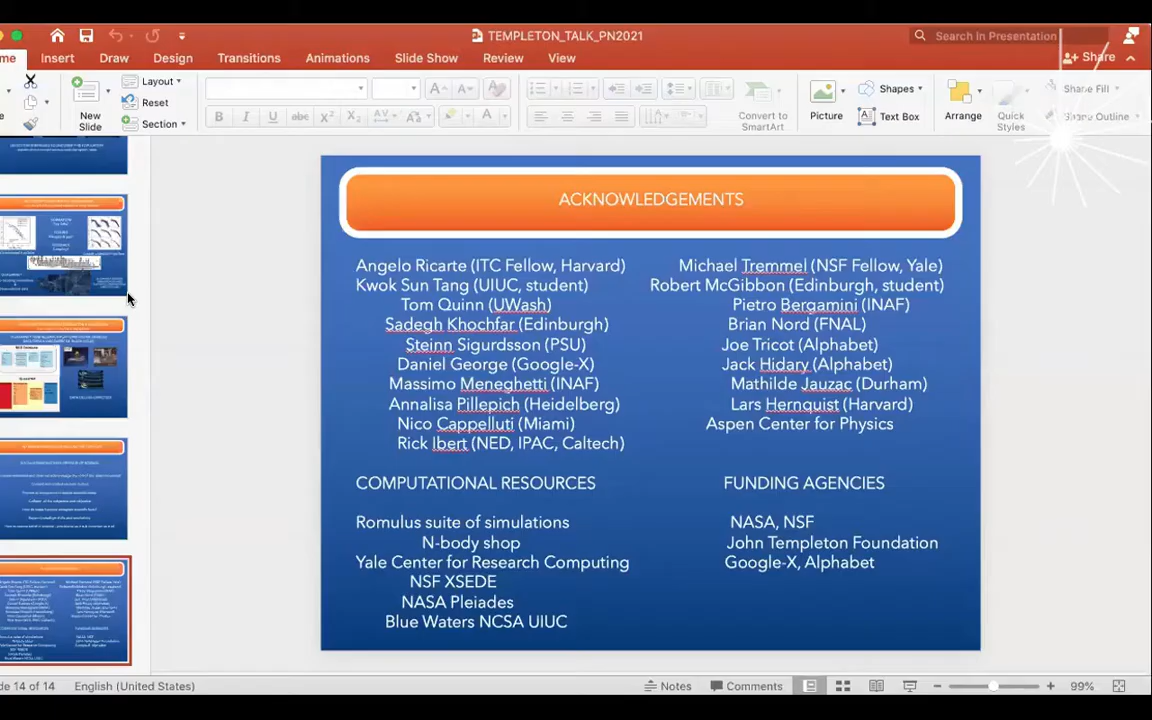 TEMPLETON_TALK_PN2021
Search In Presentation
me Insert Draw Transitions Animations Slide Show Review View
Share
New Slide
Layout
Reset
Section
Convert to SmartArt
Picture
Shapes
Text Box
Arrange
Quick Styles
Shape Fill
Shape Outline
ACKNOWLEDGEMENTS
Angelo Ricarte (ITC Fellow, Harvard)
Kwok Sun Tang (UIUC, student)
Tom Quinn (UWash)
Sadegh Khochfar (Edinburgh)
Steinn Sigurdsson (PSU)
Daniel George (Google-X)
Massimo Meneghetti (INAF)
Annalisa Pillepich (Heidelberg)
Nico Cappelluti (Miami)
Rick Ibert (NED, IPAC, Caltech)
Michael Tremmel (NSF Fellow, Yale)
Robert McGibbon (Edinburgh, student)
Pietro Bergamini (INAF)
Brian Nord (FNAL)
Joe Tricot (Alphabet)
Jack Hidary (Alphabet)
Mathilde Jauzac (Durham)
Lars Hernquist (Harvard)
Aspen Center for Physics
COMPUTATIONAL RESOURCES
Romulus suite of simulations
N-body shop
Yale Center for Research Computing
NSF XSEDE
NASA Pleiades
Blue Waters NCSA UIUC
FUNDING AGENCIES
NASA, NSF
John Templeton Foundation
Google-X, Alphabet
de 14 of 14
English (United States)
Notes
Comments
99%